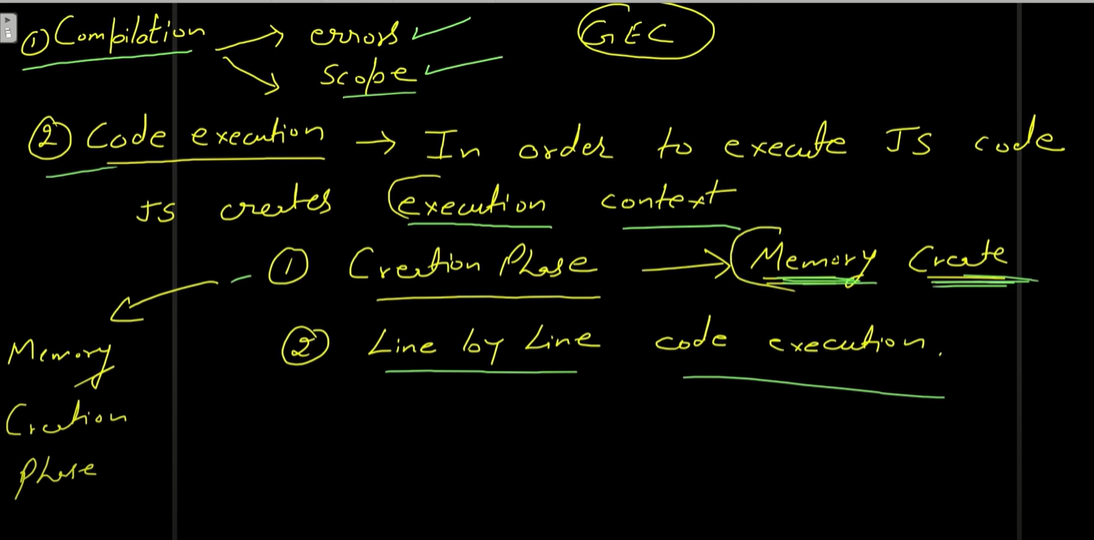 ① Compilation → errors GEC
→ Scope
② Code execution → In order to execute JS code
JS creates execution context
① Creation Phase → Memory Create
② Line by Line code execution.
Memory
Creation
Phase